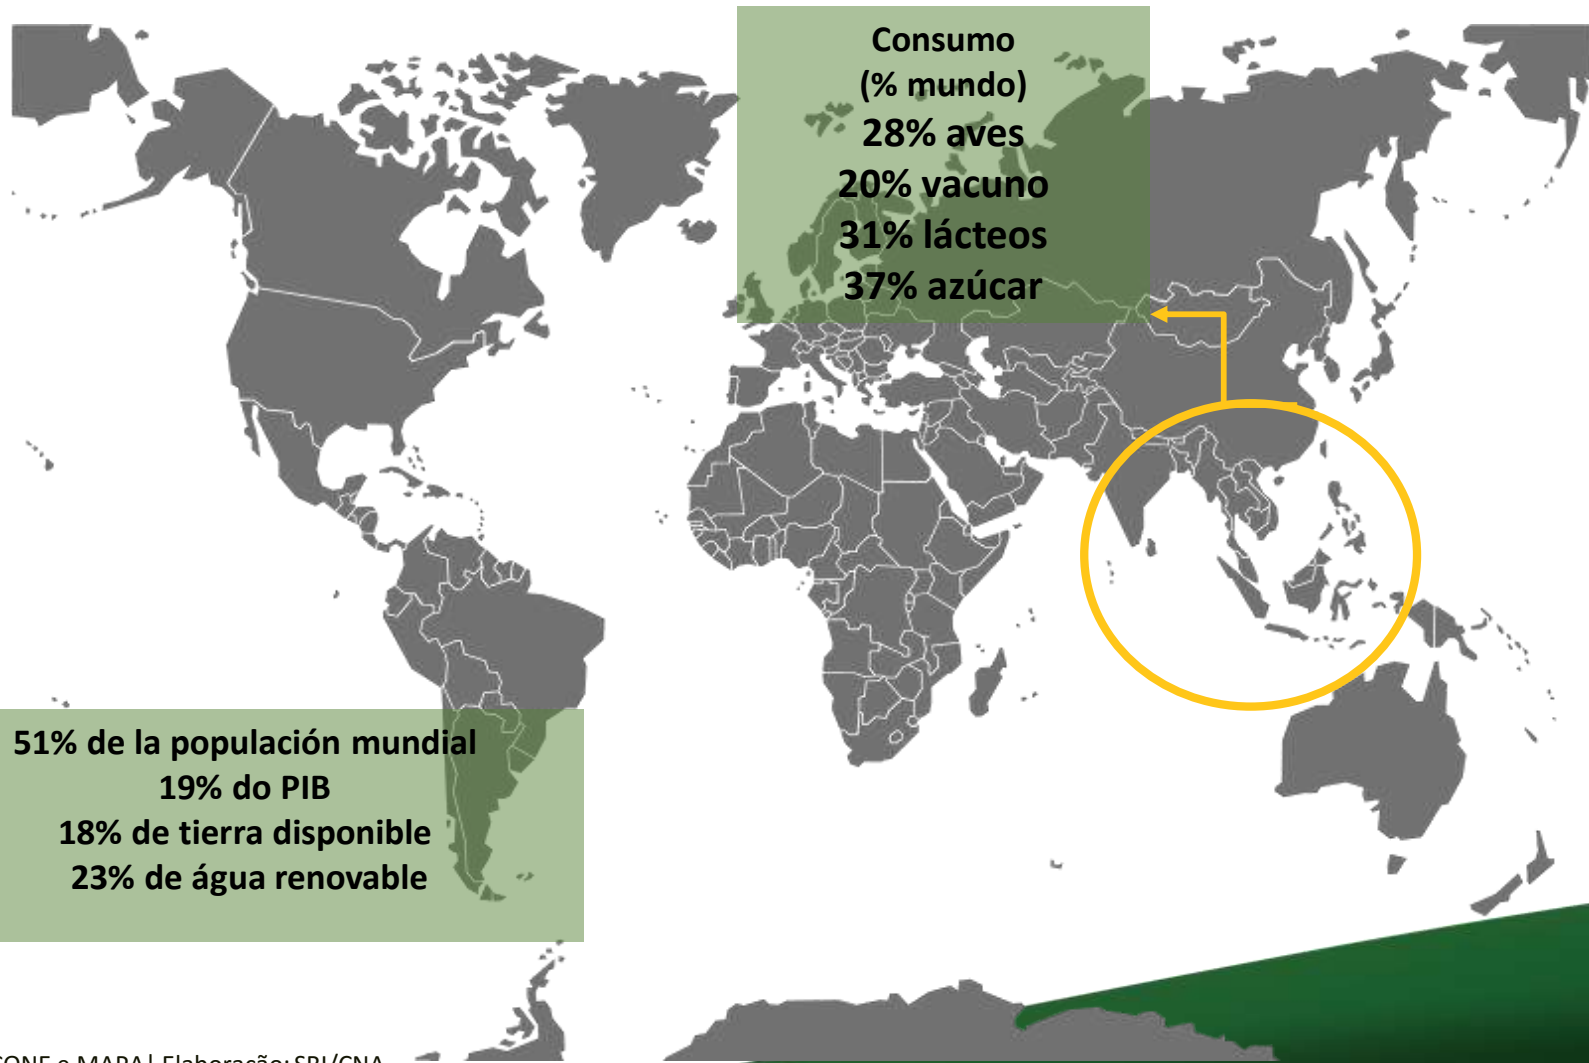 Consumo
(% mundo)
28% aves
20% vacuno
31% lácteos
37% azúcar
51% de la populación mundial
19% do PIB
18% de tierra disponible
23% de água renovable
e MAPA| Elaboração: SRI/CNA